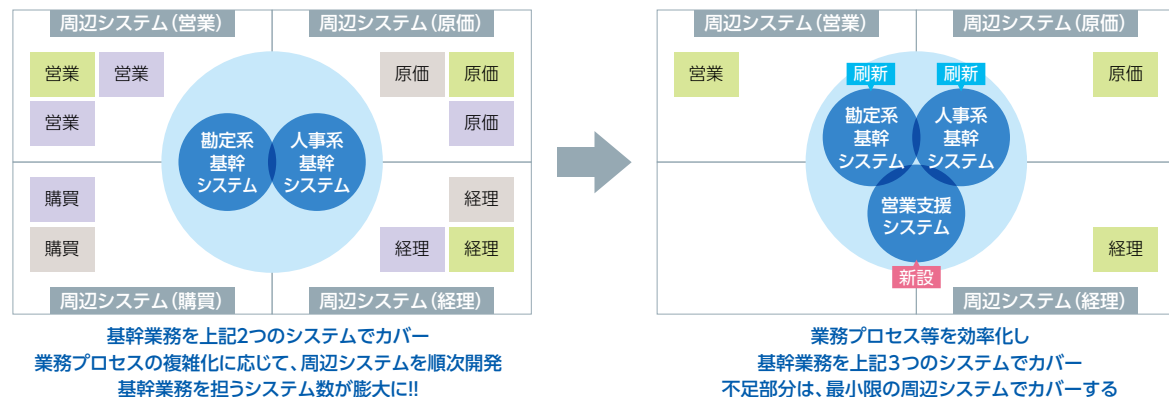 周辺システム（営業）
周辺システム（原価）
営業
営業
営業
原価
原価
原価
勘定系
基幹
システム
人事系
基幹
システム
購買
購買
経理
経理
経理
周辺システム（購買）
周辺システム（経理）
基幹業務を上記2つのシステムでカバー
業務プロセスの複雑化に応じて、周辺システムを順次開発
基幹業務を担うシステム数が膨大に!!
周辺システム（営業）
周辺システム（原価）
営業
原価
刷新
刷新
勘定系
基幹
システム
人事系
基幹
システム
営業支援
システム
新設
経理
周辺システム（経理）
業務プロセス等を効率化し
基幹業務を上記3つのシステムでカバー
不足部分は、最小限の周辺システムでカバーする